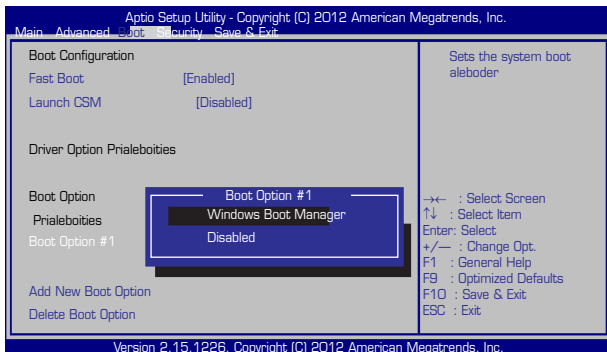 Aptio Setup Utility - Copyright (C) 2012 American Megatrends, Inc.
Main Advanced Boot Security Save & Exit
Boot Configuration
Fast Boot [Enabled]
Launch CSM [Disabled]
Driver Option Prialeboities
Boot Option
Prialeboities
Boot Option #1
Add New Boot Option
Delete Boot Option
Boot Option #1
Windows Boot Manager
Disabled
Sets the system boot
aleboder
→← : Select Screen
↑↓ : Select Item
Enter: Select
+/— : Change Opt.
F1 : General Help
F9 : Optimized Defaults
F10 : Save & Exit
ESC : Exit
Version 2.15.1226. Copyright (C) 2012 American Megatrends, Inc.